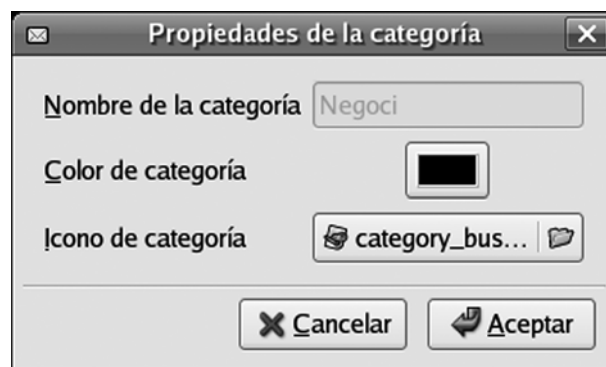 Propiedades de la categoría
Nombre de la categoría Negoci
Color de categoría
Icono de categoría category_bus...
Cancelar Aceptar